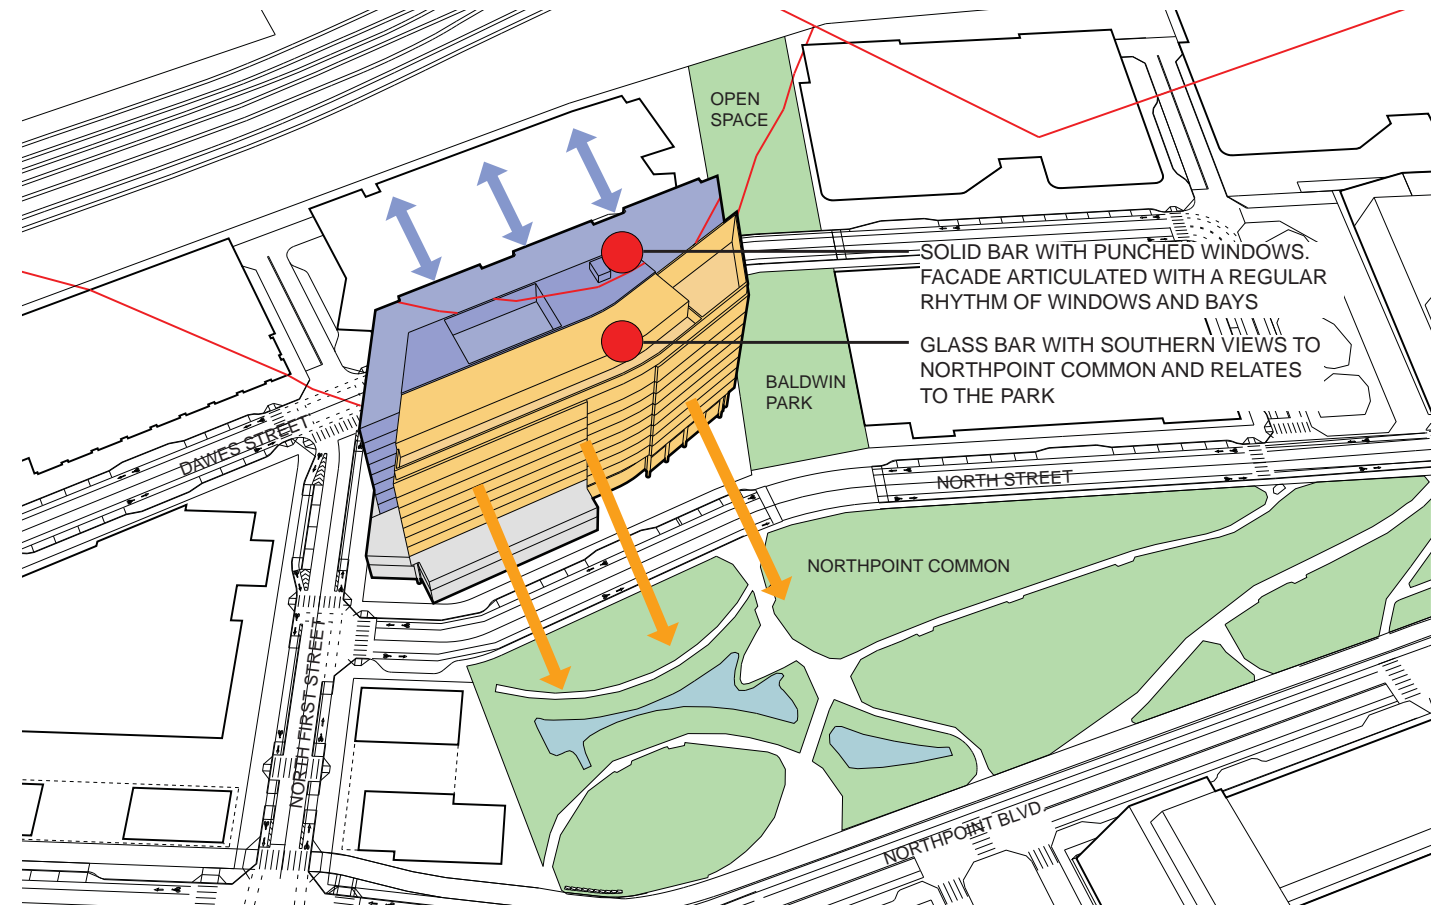 OPEN
SPACE
SOLID BAR WITH PUNCHED WINDOWS.
FACADE ARTICULATED WITH A REGULAR
RHYTHM OF WINDOWS AND BAYS
GLASS BAR WITH SOUTHERN VIEWS TO
NORTHPOINT COMMON AND RELATES
TO THE PARK
BALDWIN
PARK
DAWES STREET
NORTH STREET
NORTHPOINT COMMON
NORTH FIRST STREET
NORTHPOINT BLVD